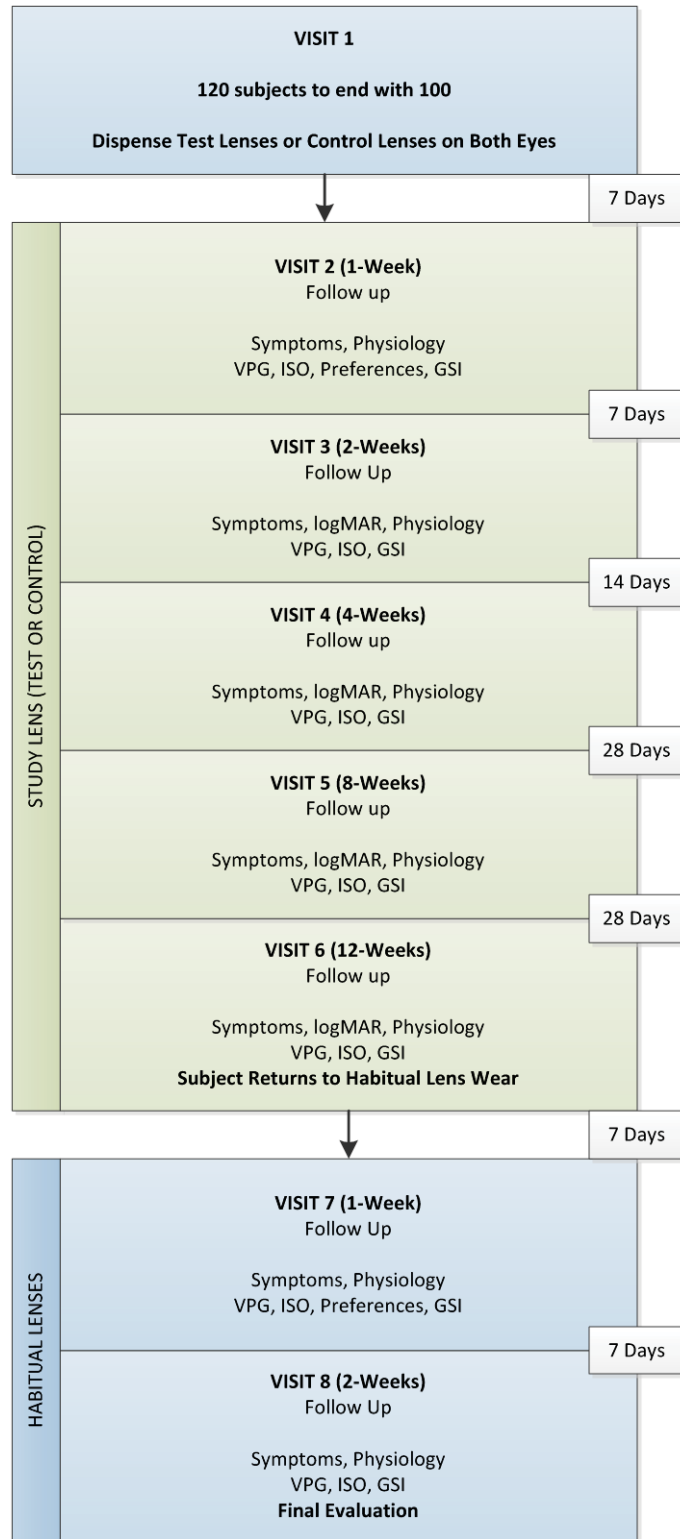 VISIT 1
120 subjects to end with 100
Dispense Test Lenses or Control Lenses on Both Eyes
7 Days
STUDY LENS (TEST OR CONTROL)
VISIT 2 (1-Week)
Follow up
Symptoms, Physiology
VPG, ISO, Preferences, GSI
7 Days
VISIT 3 (2-Weeks)
Follow Up
Symptoms, logMAR, Physiology
VPG, ISO, GSI
14 Days
VISIT 4 (4-Weeks)
Follow up
Symptoms, logMAR, Physiology
VPG, ISO, GSI
28 Days
VISIT 5 (8-Weeks)
Follow up
Symptoms, logMAR, Physiology
VPG, ISO, GSI
28 Days
VISIT 6 (12-Weeks)
Follow up
Symptoms, logMAR, Physiology
VPG, ISO, GSI
Subject Returns to Habitual Lens Wear
7 Days
HABITUAL LENSES
VISIT 7 (1-Week)
Follow Up
Symptoms, Physiology
VPG, ISO, Preferences, GSI
7 Days
VISIT 8 (2-Weeks)
Follow Up
Symptoms, Physiology
VPG, ISO, GSI
Final Evaluation